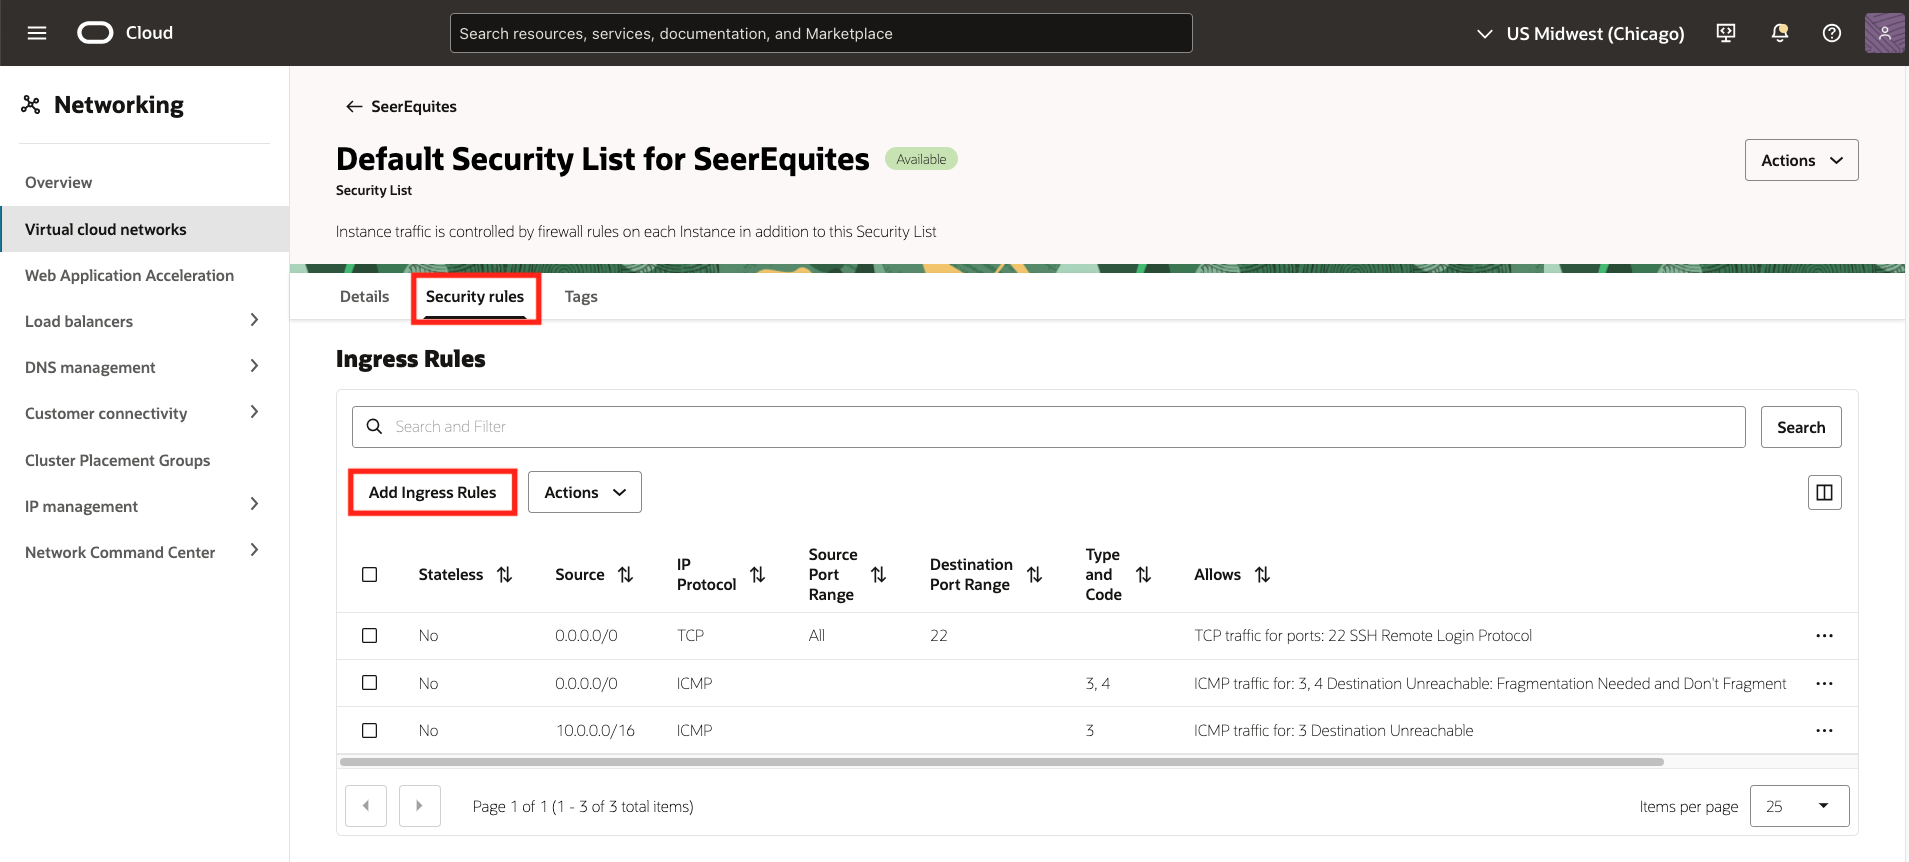 Cloud
Search resources, services, documentation, and Marketplace
US Midwest (Chicago)
Networking
Overview
Virtual cloud networks
Web Application Acceleration
Load balancers
DNS management
Customer connectivity
Cluster Placement Groups
IP management
Network Command Center
SeerEquites
Default Security List for SeerEquites
Available
Actions
Security List
Instance traffic is controlled by firewall rules on each Instance in addition to this Security List
Details Security rules Tags
Ingress Rules
Search and Filter
Search
Add Ingress Rules
Actions
Stateless Source IP Protocol Source Port Range Destination Port Range Type and Code Allows
No 0.0.0.0/0 TCP All 22 TCP traffic for ports: 22 SSH Remote Login Protocol
No 0.0.0.0/0 ICMP 3, 4 ICMP traffic for: 3, 4 Destination Unreachable: Fragmentation Needed and Don't Fragment
No 10.0.0.0/16 ICMP 3 ICMP traffic for: 3 Destination Unreachable
Page 1 of 1 (1 - 3 of 3 total items)
Items per page 25